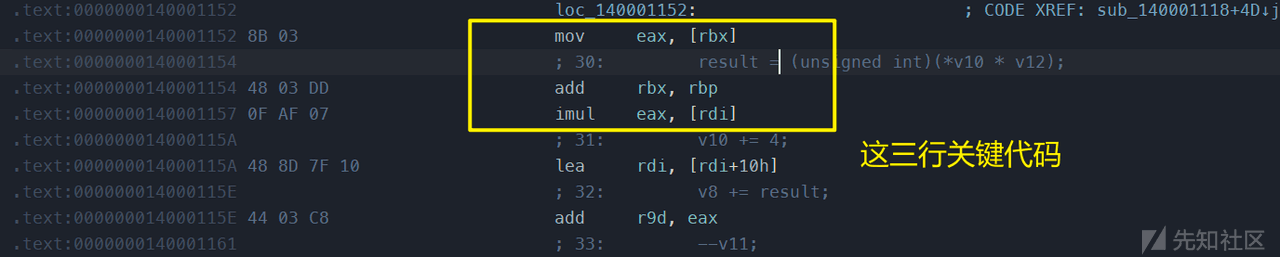 .text:0000000140001152 loc_140001152: ; CODE XREF: sub_140001118+4D↓j
.text:0000000140001152 8B 03 mov eax, [rbx]
.text:0000000140001154 ; 30: result = (unsigned int)(*v10 * v12);
.text:0000000140001154 48 03 DD add rbx, rbp
.text:0000000140001157 0F AF 07 imul eax, [rdi]
.text:000000014000115A ; 31: v10 += 4;
.text:000000014000115A 48 8D 7F 10 lea rdi, [rdi+10h]
.text:000000014000115E ; 32: v8 += result;
.text:000000014000115E 44 03 C8 add r9d, eax
.text:0000000140001161 ; 33: --v11;
这三行关键代码
先知社区